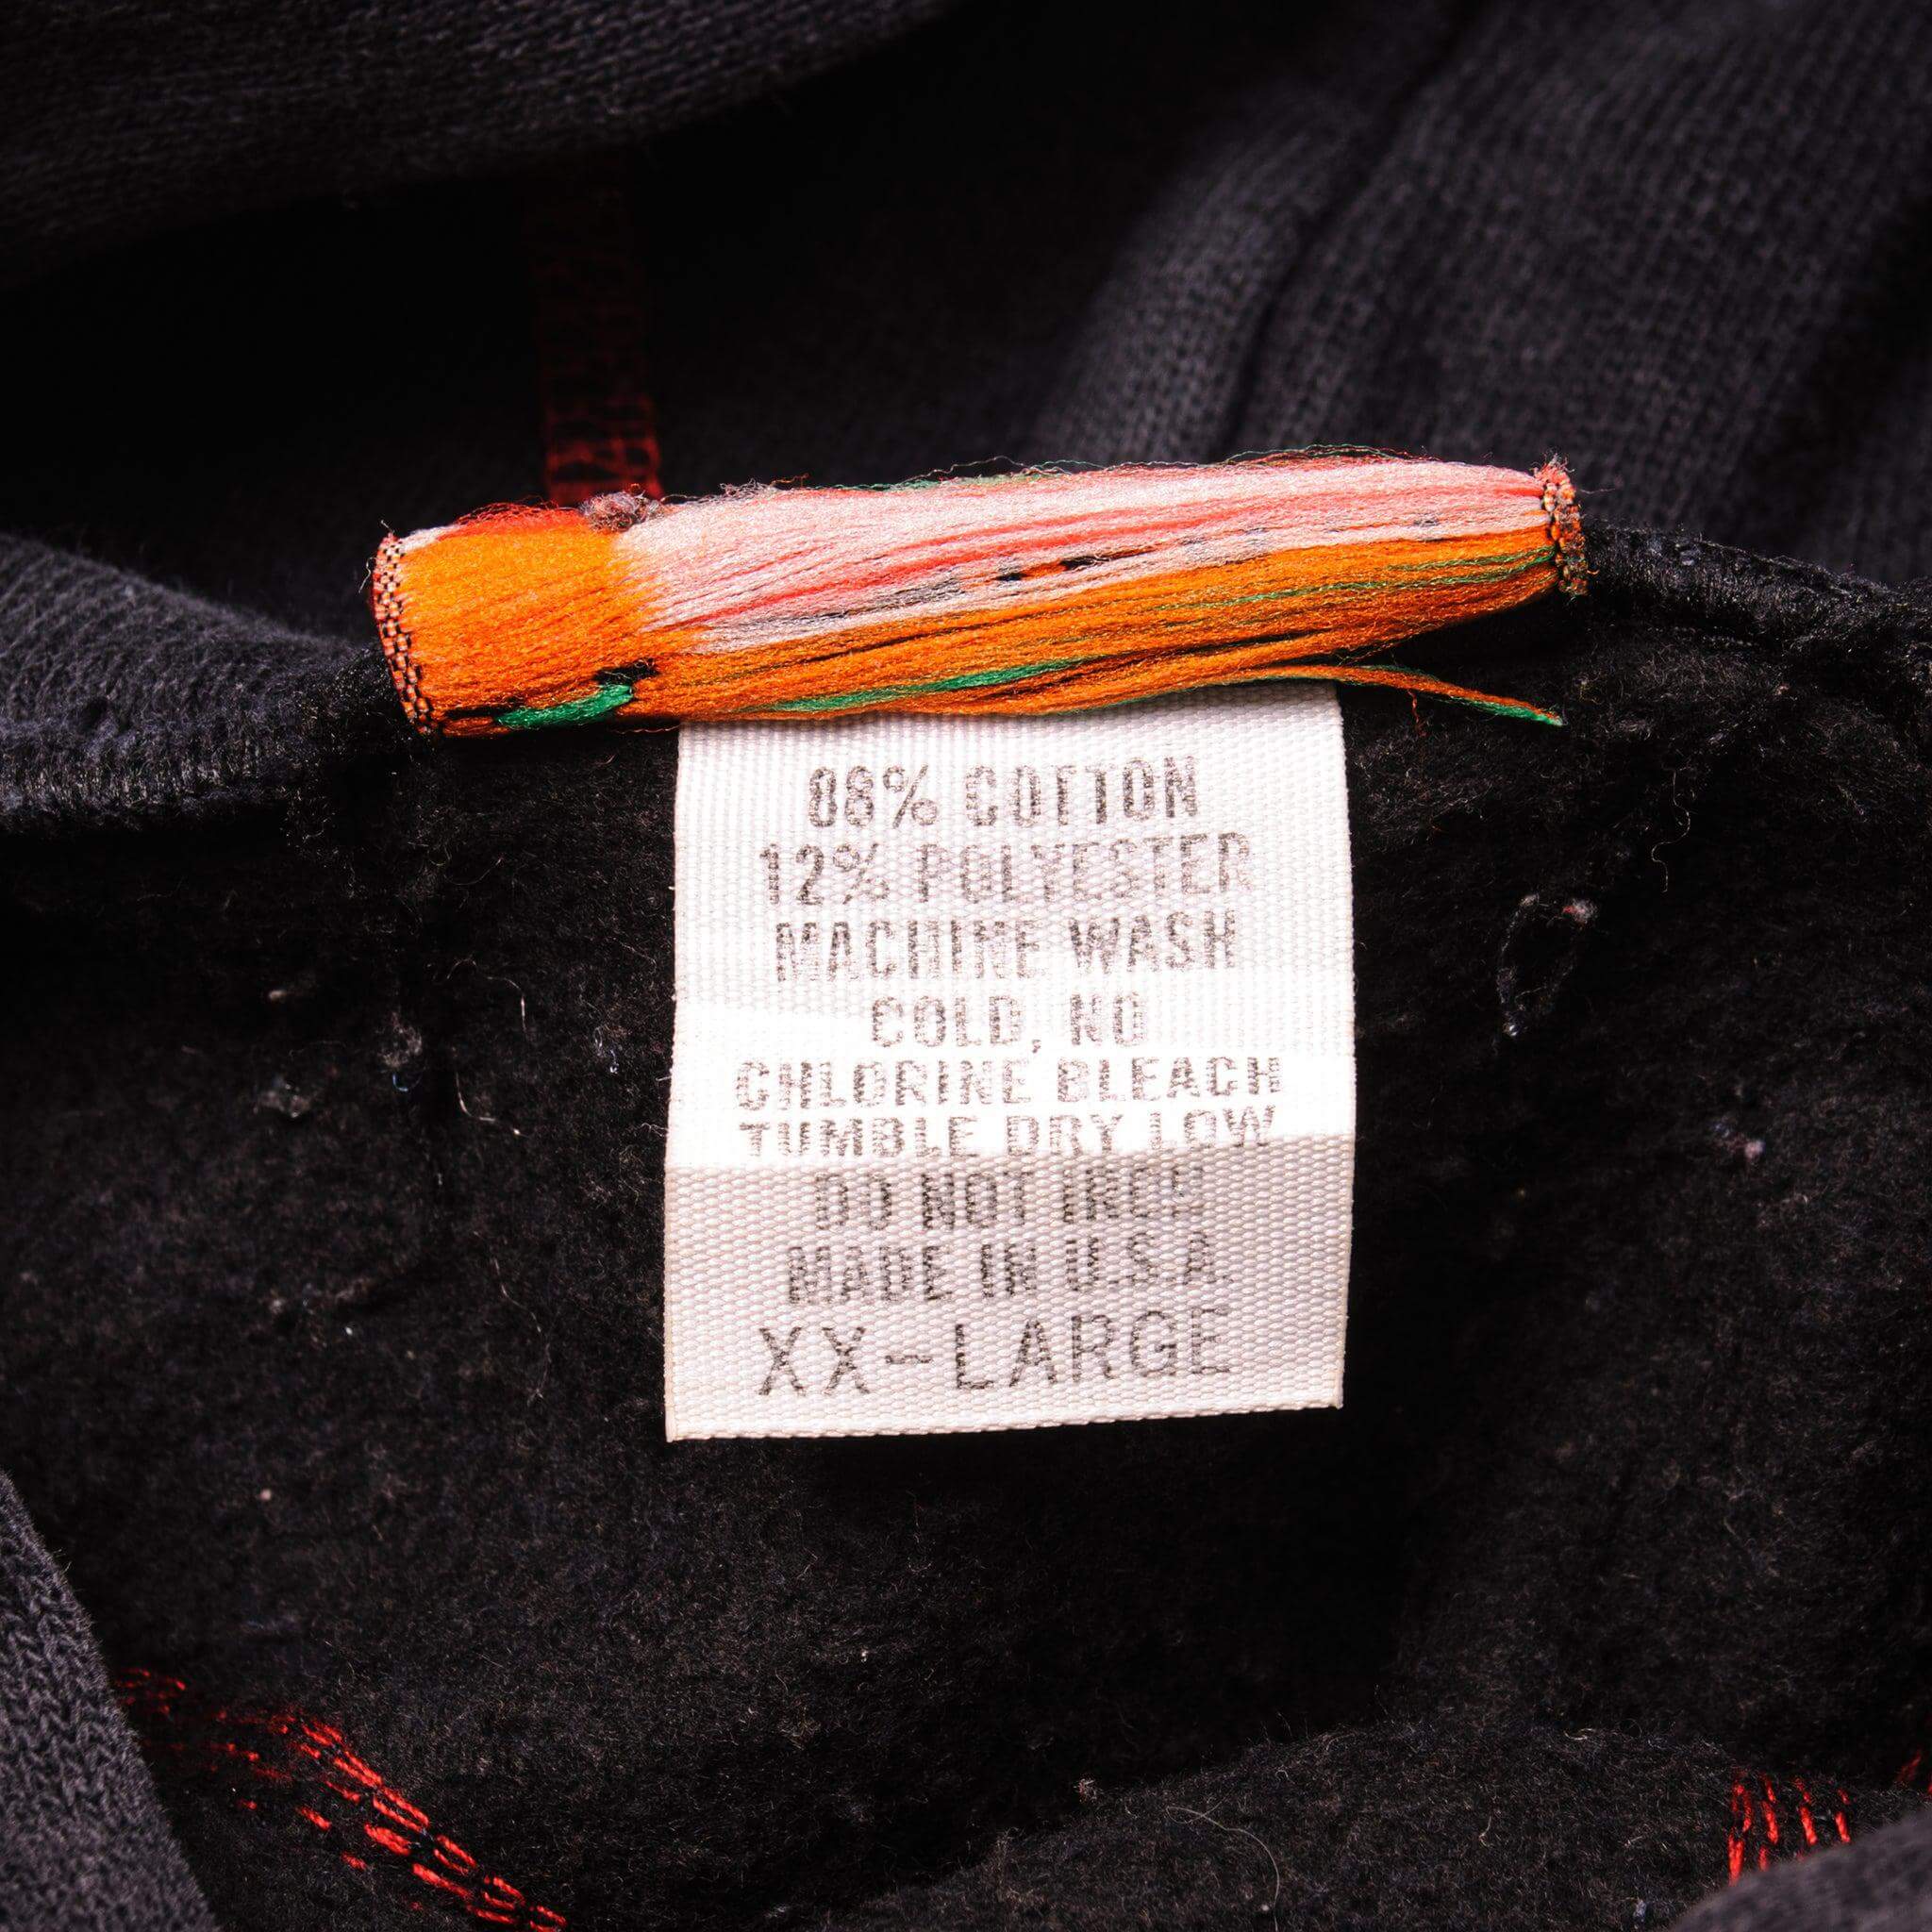 88% COTTON
12% POLYESTER
MACHINE WASH
COLD, NO
CHLORINE BLEACH
TUMBLE DRY LOW
DO NOT
MADE IN U.S.A.
XX-LARGE